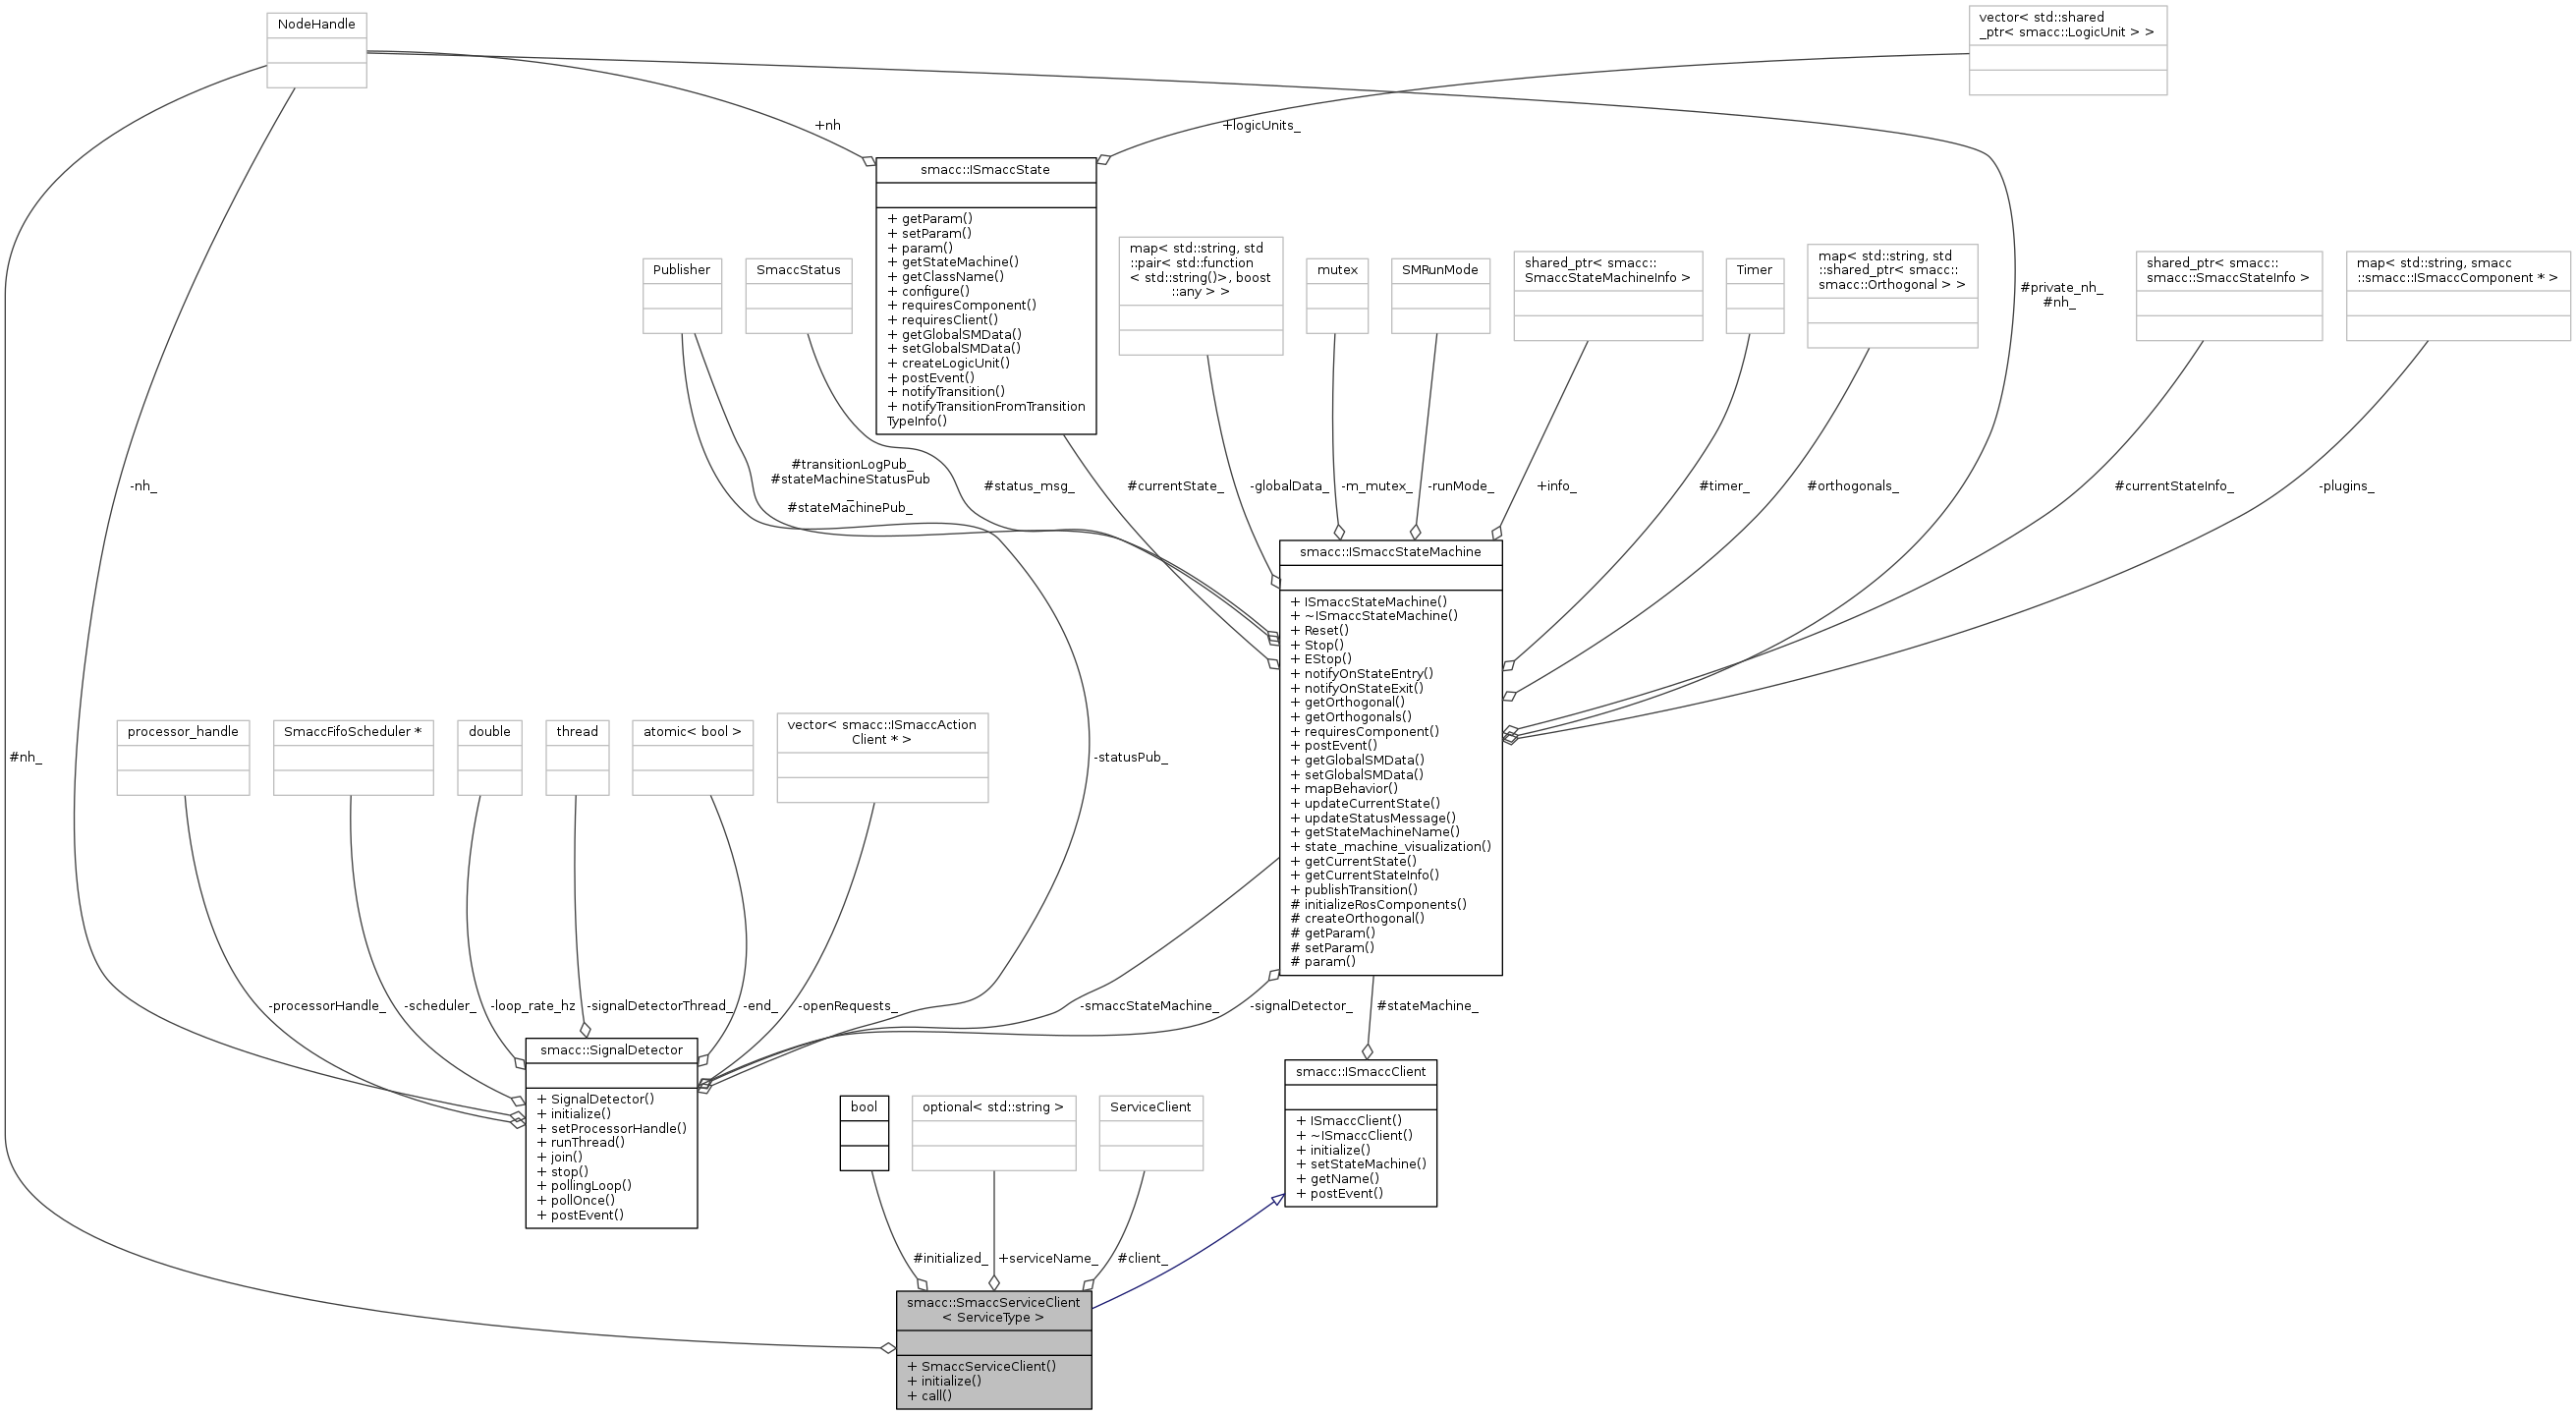 NodeHandle
vector< std::shared
_ptr< smacc::LogicUnit > >
+nh
+logicUnits_
smacc::ISmaccState
+ getParam()
+ setParam()
+ param()
+ getStateMachine()
+ getClassName()
+ configure()
+ requiresComponent()
+ requiresClient()
+ getGlobalSMData()
+ setGlobalSMData()
+ createLogicUnit()
+ postEvent()
+ notifyTransition()
+ notifyTransitionFromTransition
TypeInfo()
Publisher
SmaccStatus
map< std::string, std
::pair< std::function
< std::string()>, boost
::any > >
mutex
SMRunMode
shared_ptr< smacc::
SmaccStateMachineInfo >
Timer
map< std::string, std
::shared_ptr< smacc::
smacc::Orthogonal > >
#private_nh_
#nh_
shared_ptr< smacc::
smacc::SmaccStateInfo >
map< std::string, smacc
::smacc::ISmaccComponent * >
-nh_
#transitionLogPub_
#stateMachineStatusPub
_
#stateMachinePub_
#status_msg_
#currentState_
-globalData_
-m_mutex_
-runMode_
+info_
#timer_
#orthogonals_
#currentStateInfo_
-plugins_
smacc::ISmaccStateMachine
+ ISmaccStateMachine()
+ ~ISmaccStateMachine()
+ Reset()
+ Stop()
+ EStop()
+ notifyOnStateEntry()
+ notifyOnStateExit()
+ getOrthogonal()
+ getOrthogonals()
+ requiresComponent()
+ postEvent()
+ getGlobalSMData()
+ setGlobalSMData()
+ mapBehavior()
+ updateCurrentState()
+ updateStatusMessage()
+ getStateMachineName()
+ state_machine_visualization()
+ getCurrentState()
+ getCurrentStateInfo()
+ publishTransition()
# initializeRosComponents()
# createOrthogonal()
# getParam()
# setParam()
# param()
#nh_
processor_handle
SmaccFifoScheduler *
double
thread
atomic< bool >
vector< smacc::ISmaccAction
Client * >
-statusPub_
-processorHandle_
-scheduler_
-loop_rate_hz
-signalDetectorThread_
-end_
-openRequests_
-smaccStateMachine_
-signalDetector_
#stateMachine_
smacc::SignalDetector
+ SignalDetector()
+ initialize()
+ setProcessorHandle()
+ runThread()
+ join()
+ stop()
+ pollingLoop()
+ pollOnce()
+ postEvent()
bool
optional< std::string >
ServiceClient
smacc::ISmaccClient
+ ISmaccClient()
+ ~ISmaccClient()
+ initialize()
+ setStateMachine()
+ getName()
+ postEvent()
#initialized_
+serviceName_
#client_
smacc::SmaccServiceClient
< ServiceType >
+ SmaccServiceClient()
+ initialize()
+ call()